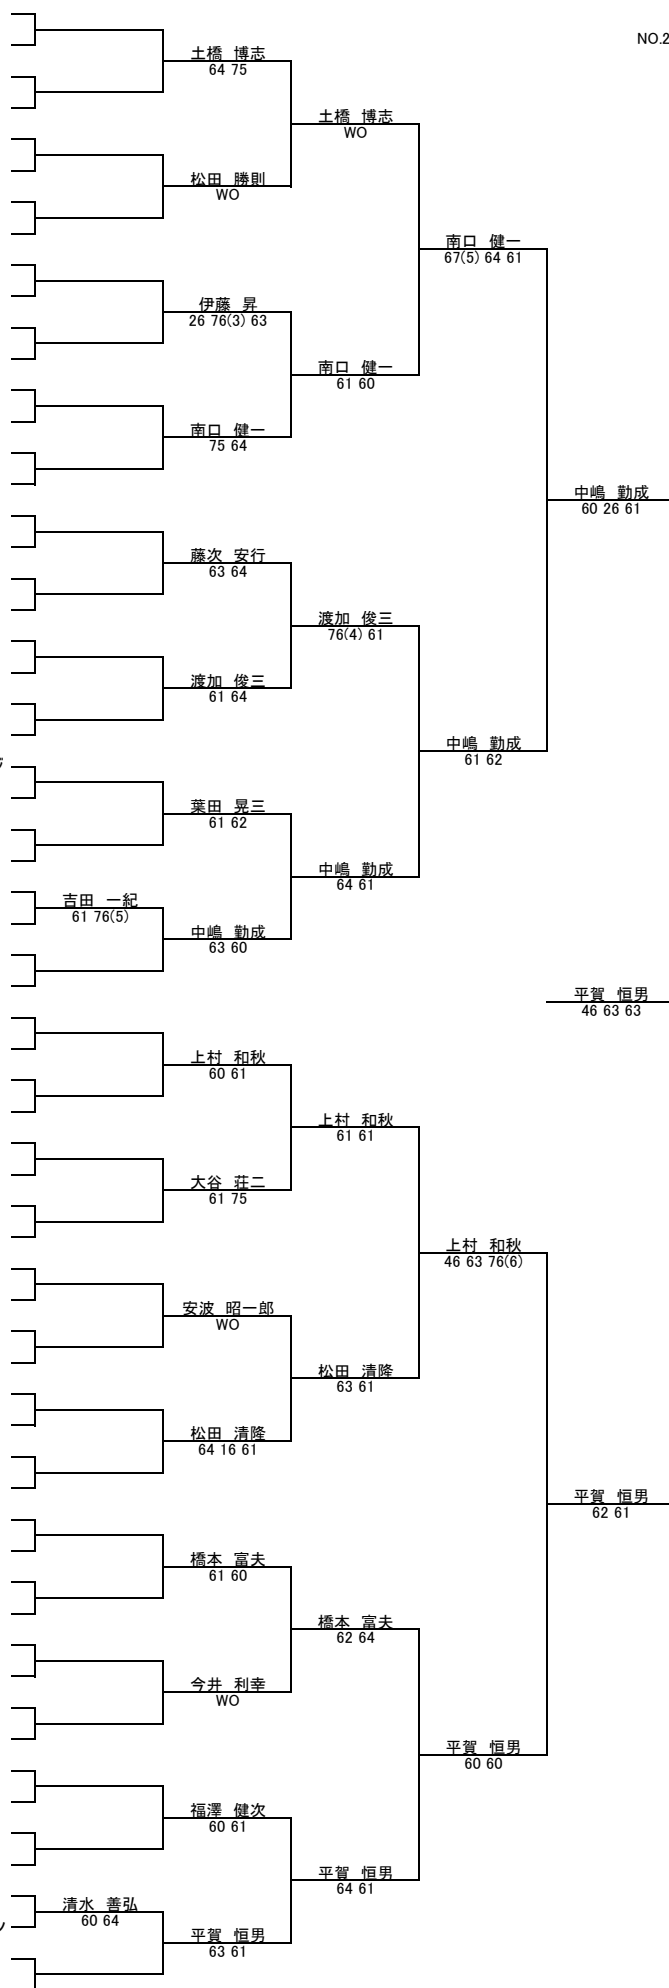 NO.2
土橋 博志
64 75
土橋 博志
WO
松田 勝則
WO
南口 健一
67(5) 64 61
伊藤 昇
26 76(3) 63
南口 健一
61 60
南口 健一
75 64
中嶋 勤成
60 26 61
藤次 安行
63 64
渡加 俊三
76(4) 61
渡加 俊三
61 64
中嶋 勤成
61 62
葉田 晃三
61 62
中嶋 勤成
64 61
吉田 一紀
61 76(5)
中嶋 勤成
63 60
平賀 恒男
46 63 63
上村 和秋
60 61
上村 和秋
61 61
大谷 荘二
61 75
上村 和秋
46 63 76(6)
安波 昭一郎
WO
松田 清隆
63 61
松田 清隆
64 16 61
平賀 恒男
62 61
橋本 富夫
61 60
橋本 富夫
62 64
今井 利幸
WO
平賀 恒男
60 60
福澤 健次
60 61
平賀 恒男
64 61
清水 善弘
60 64
平賀 恒男
63 61